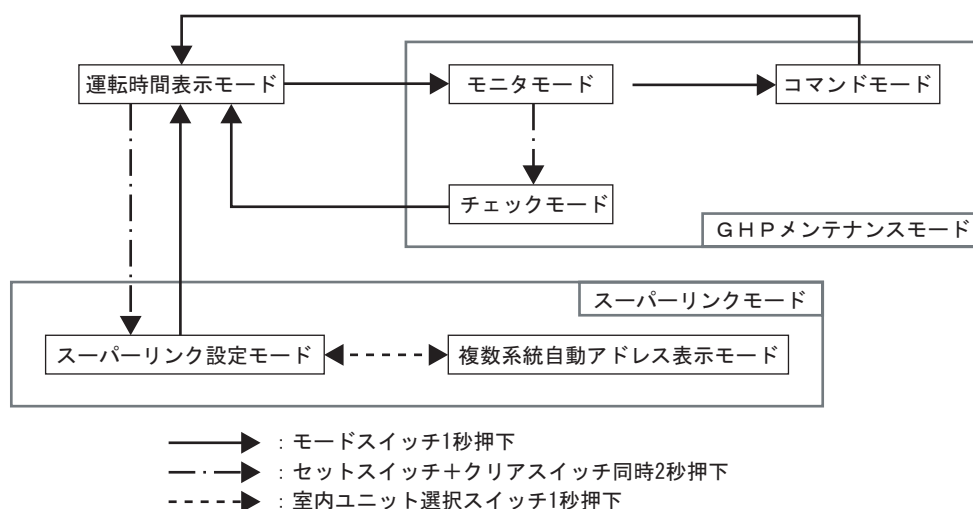 運転時間表示モード
モニタモード
コマンドモード
チェックモード
GHPメンテナンスモード
スーパーリンクモード
スーパーリンク設定モード
複数系統自動アドレス表示モード
:モードスイッチ1秒押下
:セットスイッチ+クリアスイッチ同時2秒押下
:室内ユニット選択スイッチ1秒押下